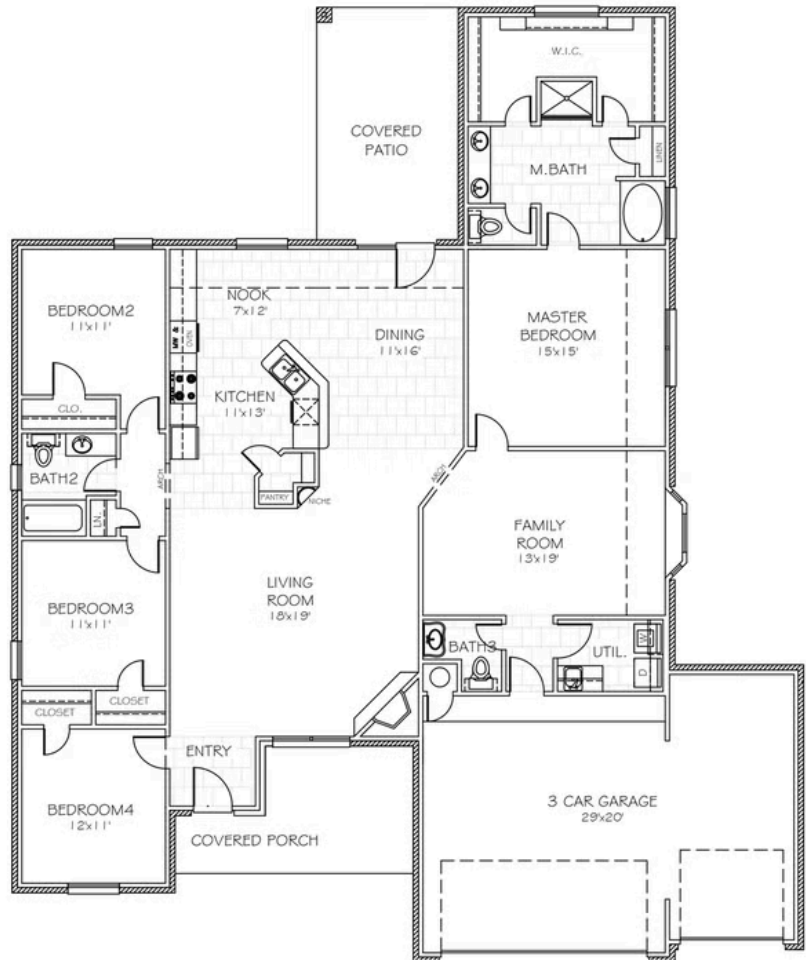 W.I.C.
COVERED
PATIO
M.BATH
LINEN
BEDROOM2
11'x11'
NOOK
7'x12'
MW &
OVEN
DINING
11'x16'
MASTER
BEDROOM
15'x15'
KITCHEN
11'x13'
CLO.
BATH2
ARCH
ARCH
PANTRY
NICHE
LN.
FAMILY
ROOM
13'x19'
LIVING
ROOM
18'x19'
BEDROOM3
11'x11'
BATH3
UTIL.
W
D
CLOSET
CLOSET
ENTRY
BEDROOM4
12'x11'
3 CAR GARAGE
29'x20'
COVERED PORCH